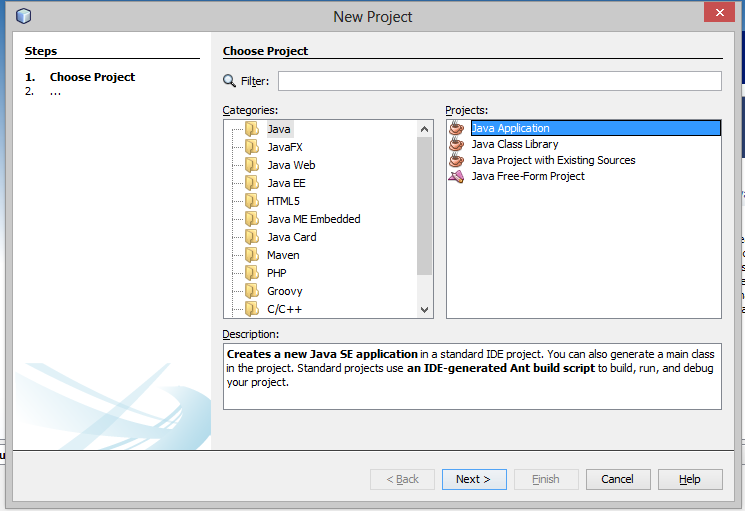 New Project
Steps
1. Choose Project
2. ...
Choose Project
Filter:
Categories:
Java
JavaFX
Java Web
Java EE
HTML5
Java ME Embedded
Java Card
Maven
PHP
Groovy
C/C++
Projects:
Java Application
Java Class Library
Java Project with Existing Sources
Java Free-Form Project
Description:
Creates a new Java SE application in a standard IDE project. You can also generate a main class
in the project. Standard projects use an IDE-generated Ant build script to build, run, and debug
your project.
< Back
Next >
Finish
Cancel
Help